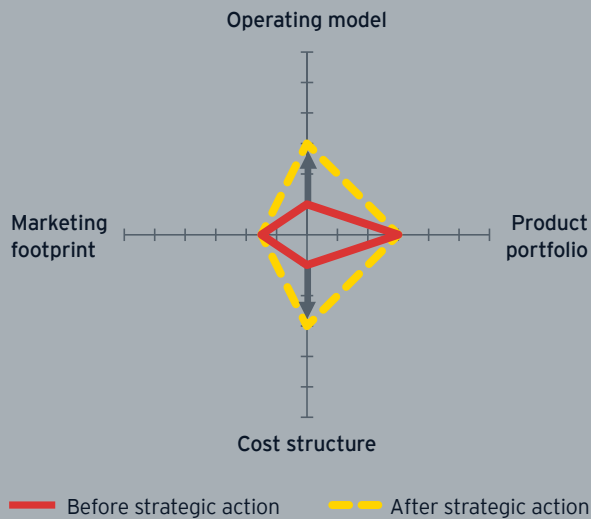 Operating model
Marketing
footprint
Product
portfolio
Cost structure
Before strategic action
After strategic action